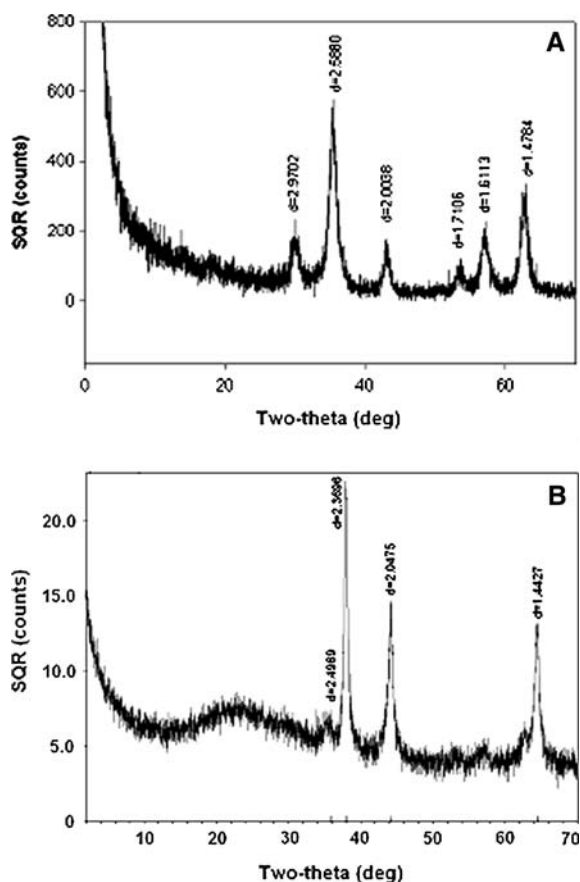 A
800
600
400
200
0
SQR (counts)
d=2.9702
d=2.5880
d=2.0038
d=1.7106
d=1.6113
d=1.4784
0 20 40 60
Two-theta (deg)
B
20.0
15.0
10.0
5.0
0
SQR (counts)
d=2.4989
d=2.3696
d=2.0475
d=1.4427
10 20 30 40 50 60 70
Two-theta (deg)